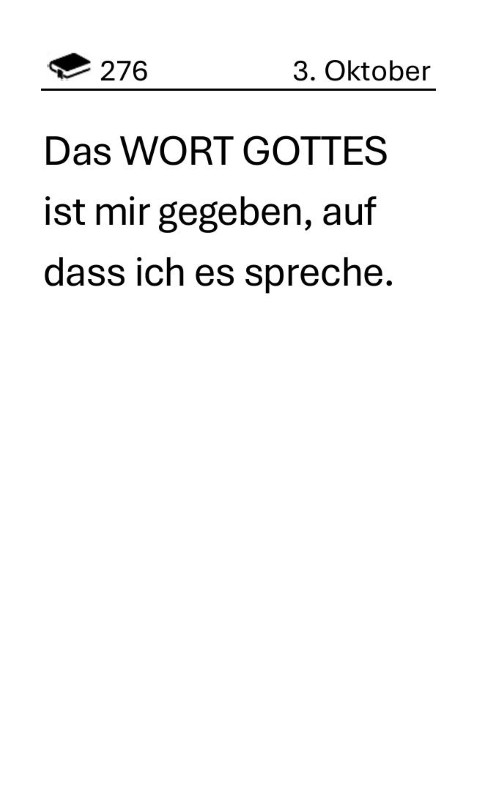 276 3. Oktober
Das WORT GOTTES
ist mir gegeben, auf
dass ich es spreche.